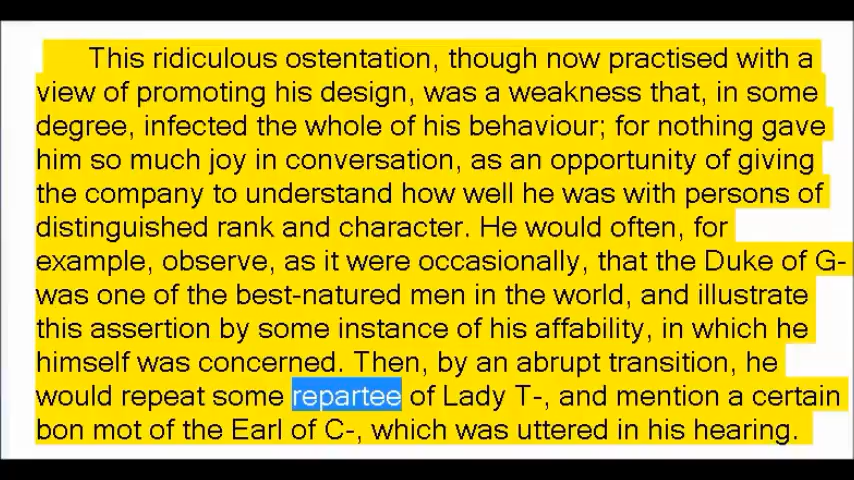 This ridiculous ostentation, though now practised with a
view of promoting his design, was a weakness that, in some
degree, infected the whole of his behaviour; for nothing gave
him so much joy in conversation, as an opportunity of giving
the company to understand how well he was with persons of
distinguished rank and character. He would often, for
example, observe, as it were occasionally, that the Duke of G-
was one of the best-natured men in the world, and illustrate
this assertion by some instance of his affability, in which he
himself was concerned. Then, by an abrupt transition, he
would repeat some repartee of Lady T-, and mention a certain
bon mot of the Earl of C-, which was uttered in his hearing.